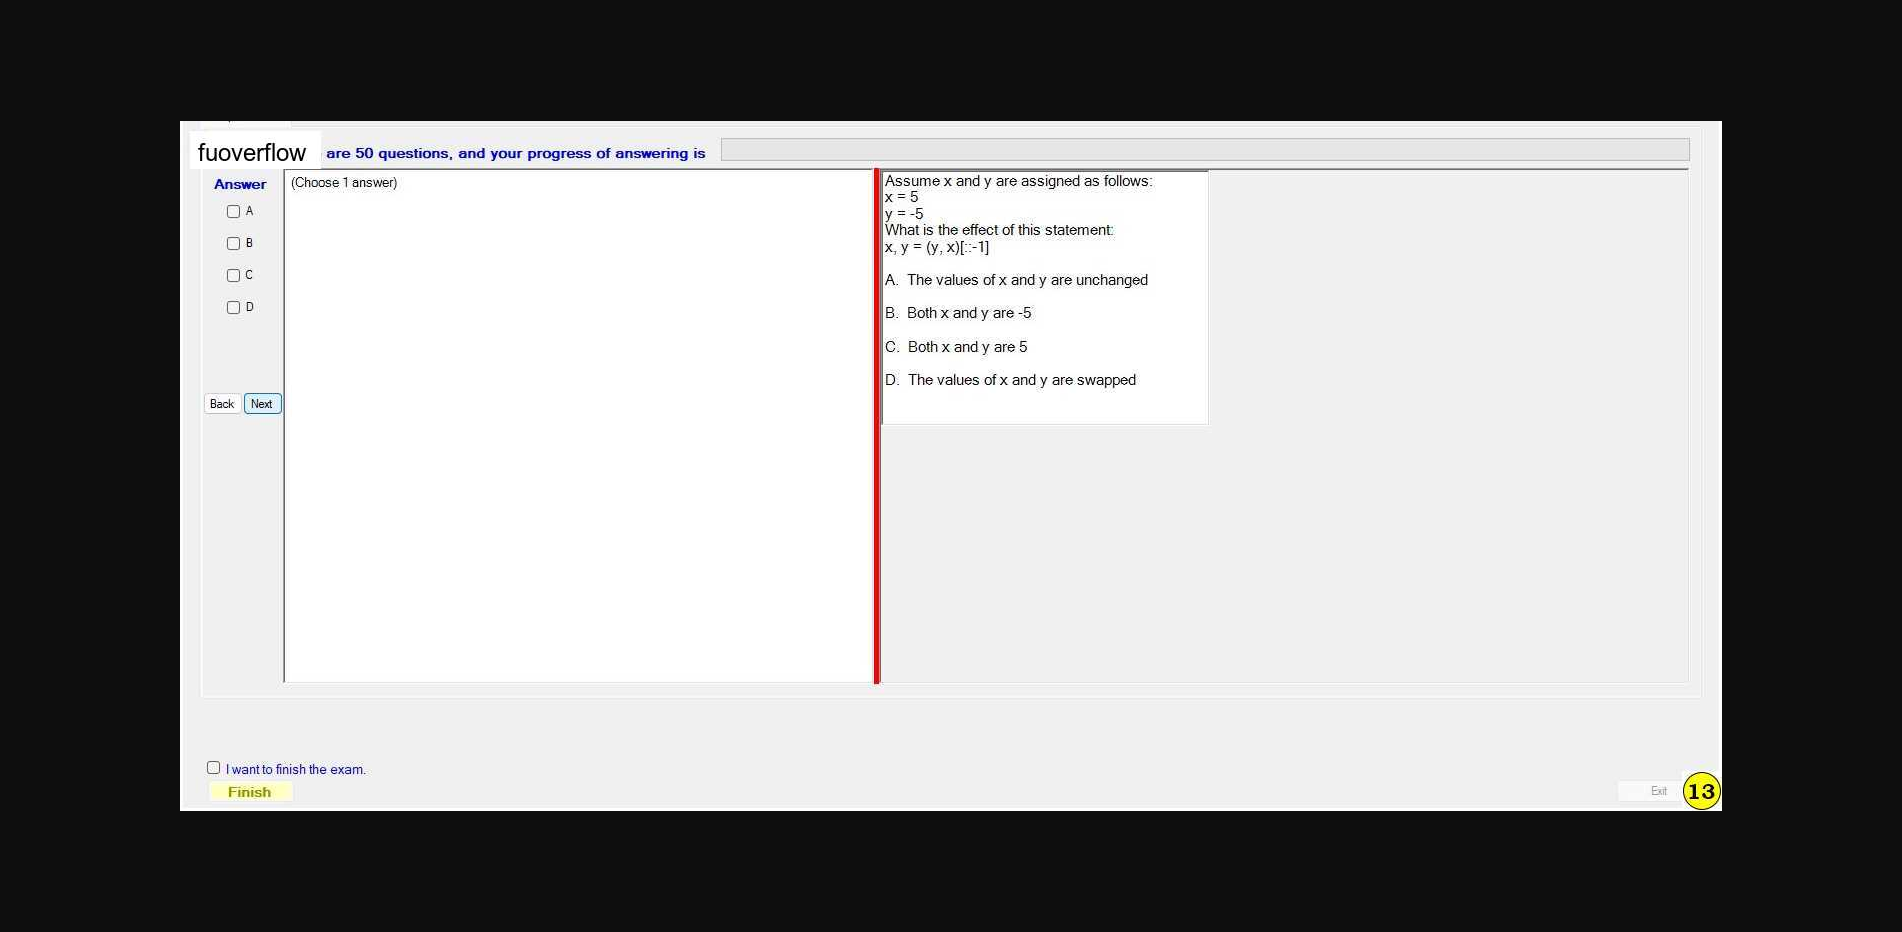 fuoverflow are 50 questions, and your progress of answering is
Answer
A
B
C
D
Back Next
(Choose 1 answer)
Assume x and y are assigned as follows:
x = 5
y = -5
What is the effect of this statement:
x, y = (y, x)[::-1]
A. The values of x and y are unchanged
B. Both x and y are -5
C. Both x and y are 5
D. The values of x and y are swapped
I want to finish the exam.
Finish
Exit
13